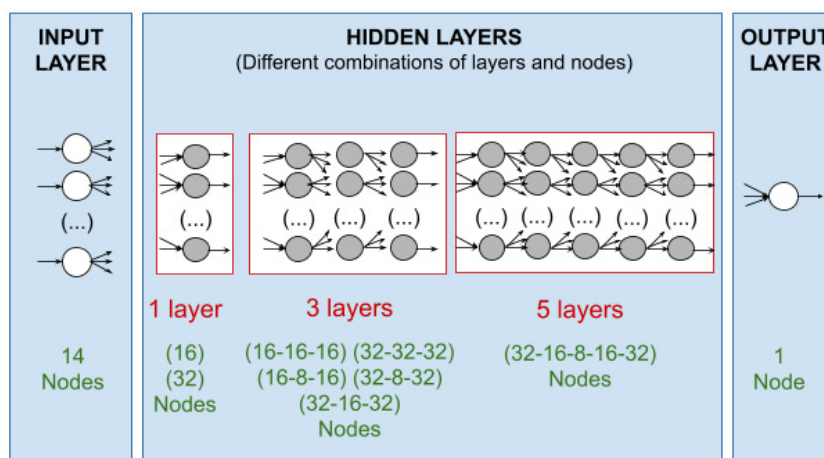 INPUT
LAYER
(...)
14
Nodes
HIDDEN LAYERS
(Different combinations of layers and nodes)
(...)
(...) (...) (...)
(...) (...) (...) (...) (...)
1 layer
3 layers
5 layers
(16)
(32)
Nodes
(16-16-16) (32-32-32)
(16-8-16) (32-8-32)
(32-16-32)
Nodes
(32-16-8-16-32)
Nodes
OUTPUT
LAYER
1
Node